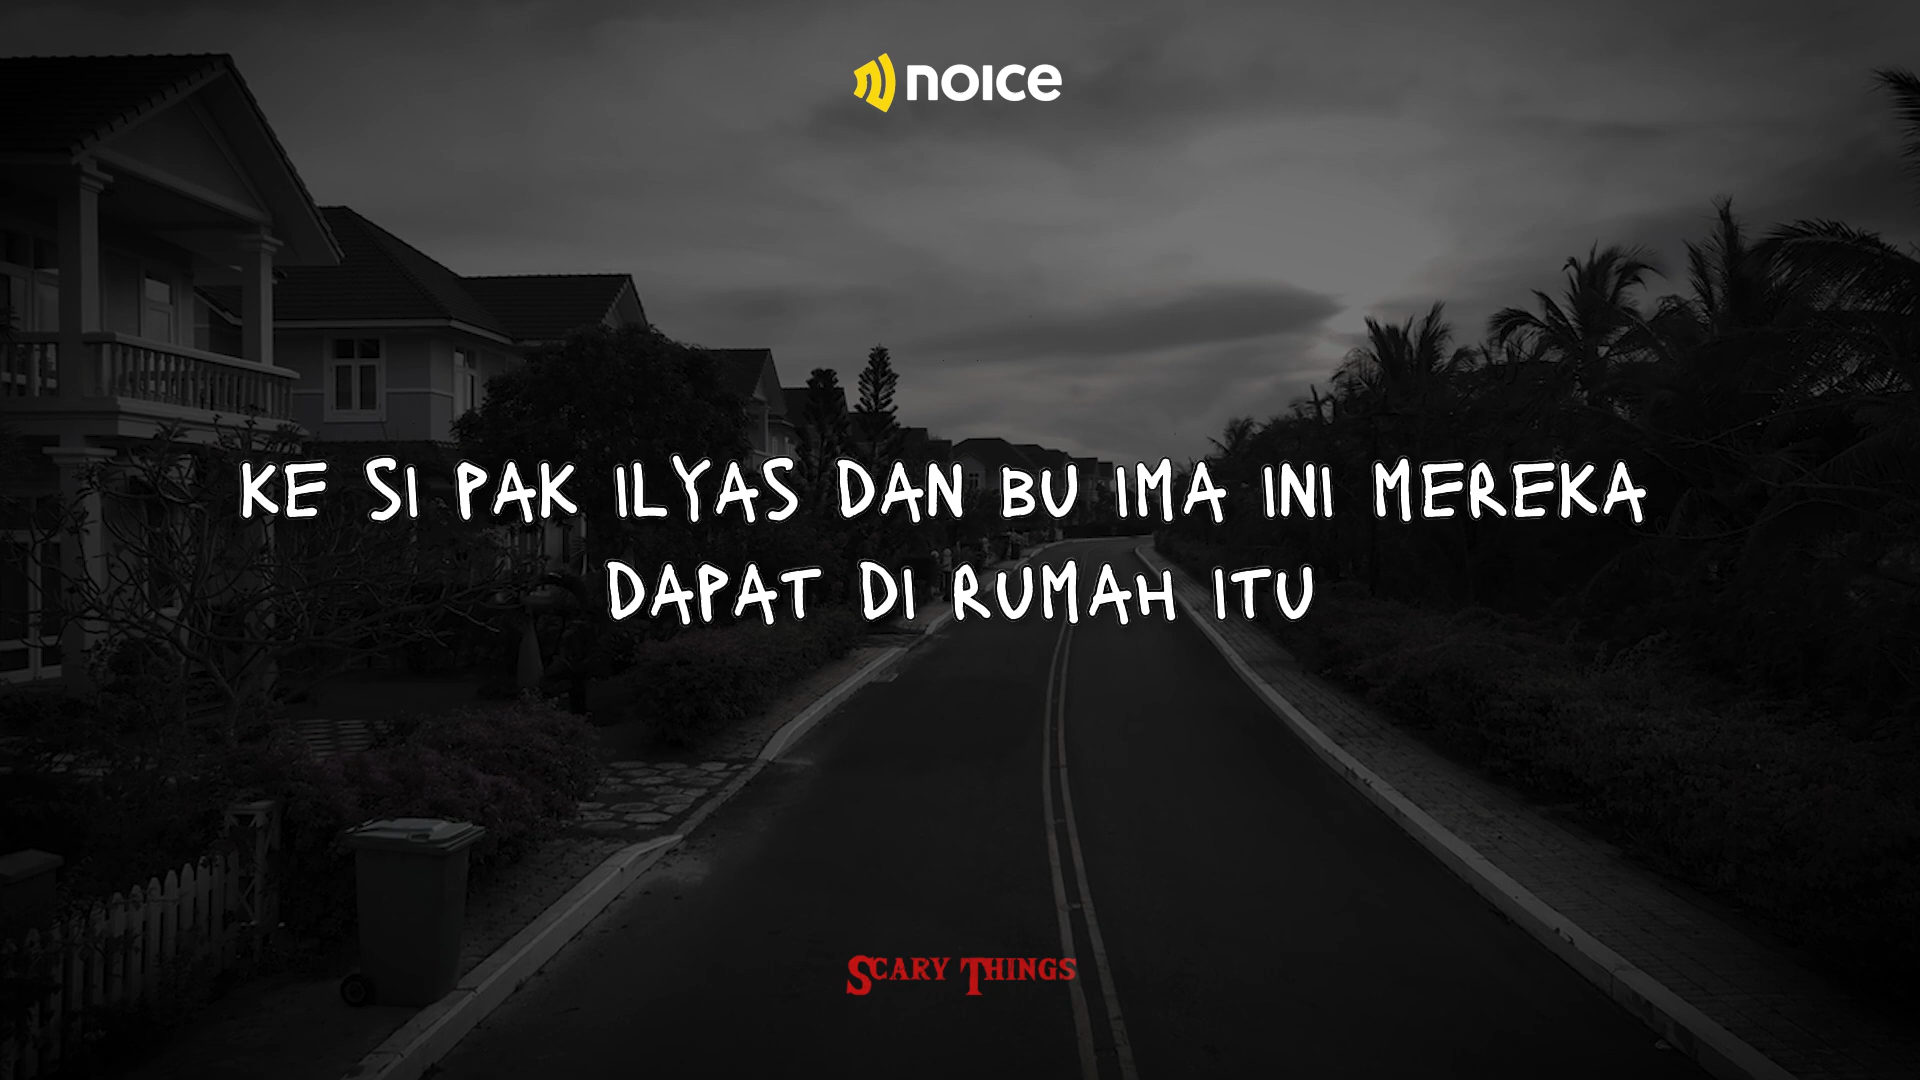 noice
KE SI PAK ILYAS DAN BU IMA INI MEREKA
DAPAT DI RUMAH ITU
SCARY THINGS